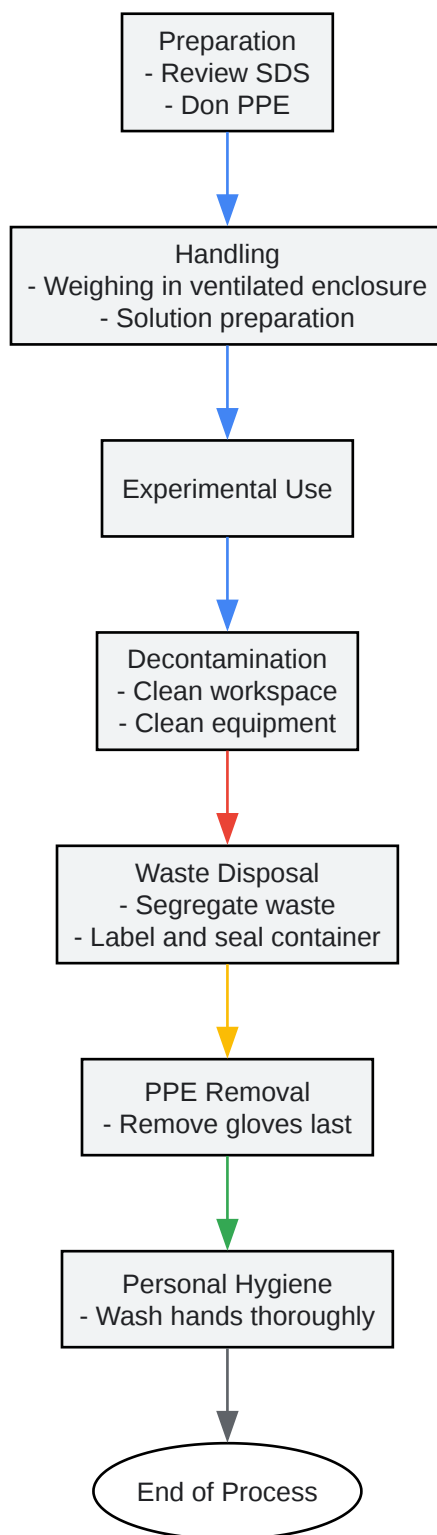 Preparation
- Review SDS
- Don PPE
Handling
- Weighing in ventilated enclosure
- Solution preparation
Experimental Use
Decontamination
- Clean workspace
- Clean equipment
Waste Disposal
- Segregate waste
- Label and seal container
PPE Removal
- Remove gloves last
Personal Hygiene
- Wash hands thoroughly
End of Process